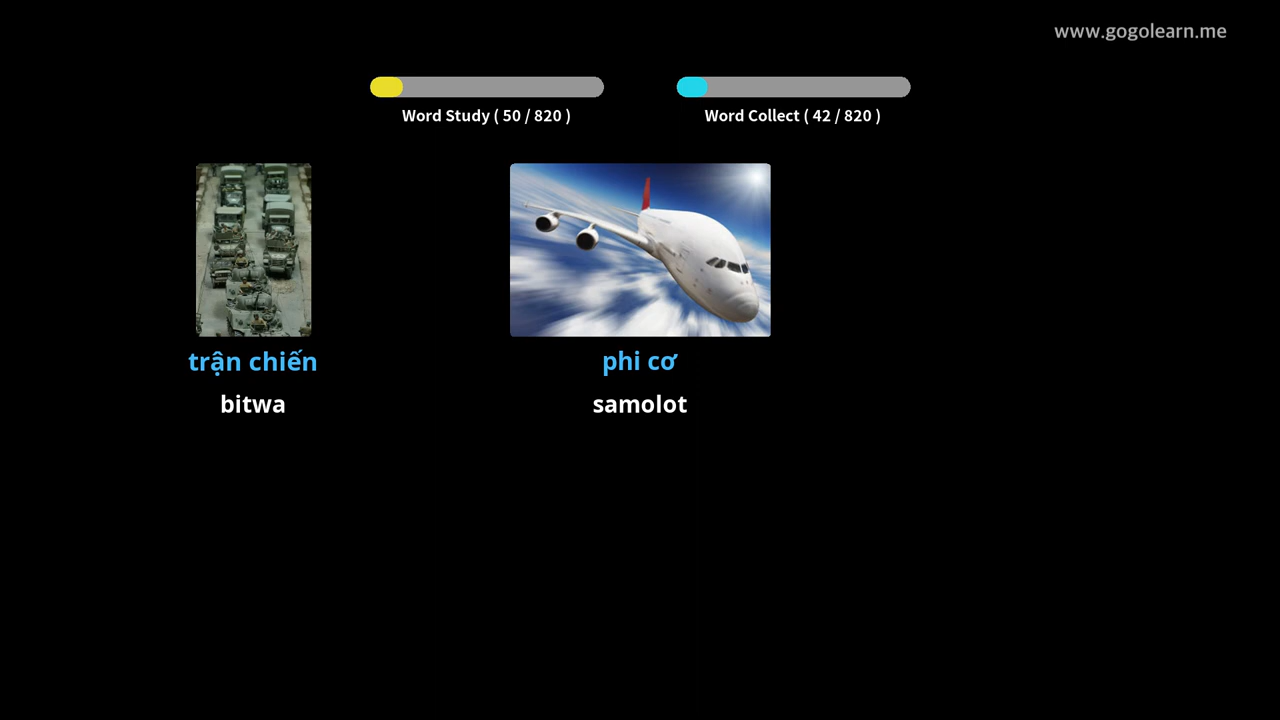 www.gogolearn.me
Word Study ( 50 / 820 )
Word Collect ( 42 / 820 )
trận chiến
phi cơ
bitwa
samolot